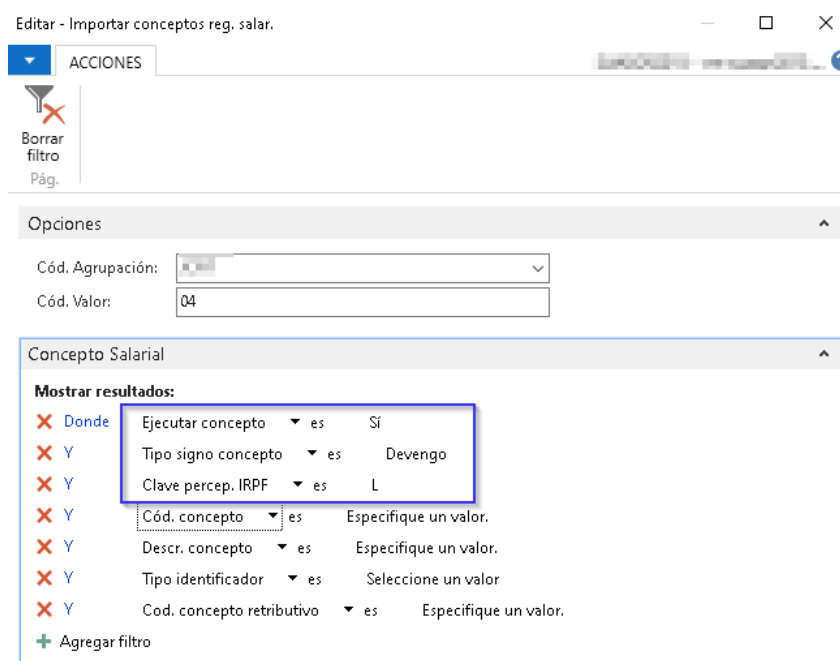 Editar - Importar conceptos reg. salar.
ACCIONES
Borrar
filtro
Pág.
Opciones
Cód. Agrupación:
Cód. Valor: 04
Concepto Salarial
Mostrar resultados:
Donde Ejecutar concepto es Sí
Y Tipo signo concepto es Devengo
Y Clave percep. IRPF es L
Y Cód. concepto es Especifique un valor.
Y Descr. concepto es Especifique un valor.
Y Tipo identificador es Seleccione un valor
Y Cod. concepto retributivo es Especifique un valor.
Agregar filtro